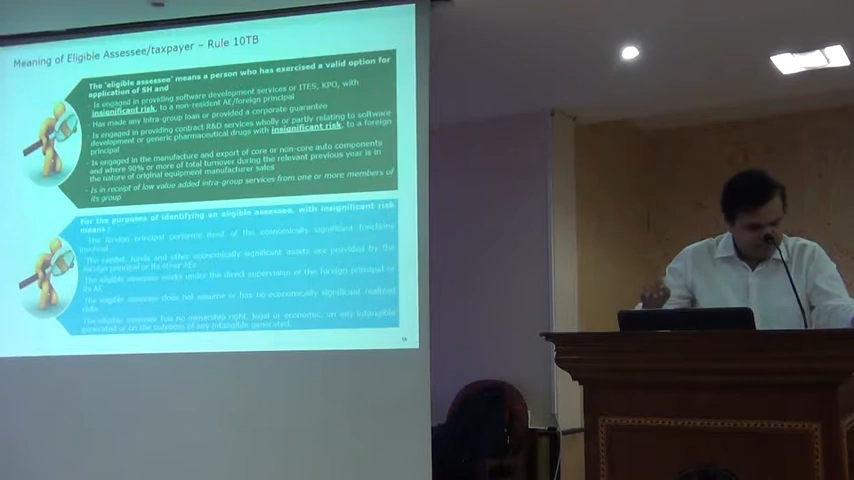 Meaning of Eligible Assessee/taxpayer – Rule 10TB
The 'eligible assessee' means a person who has exercised a valid option for
application of SH and
- Is engaged in providing software development services or ITES, KPO, with
insignificant risk, to a non-resident AE/foreign principal
- Has made any intra-group loan or provided a corporate guarantee
- Is engaged in providing contract R&D services wholly or partly relating to software
development or generic pharmaceutical drugs with insignificant risk, to a foreign
principal
- Is engaged in the manufacture and export of core or non-core auto components
and where 90% or more of total turnover during the relevant previous year is in
the nature of original equipment manufacturer sales
- Is in receipt of low value added intra-group services from one or more members of
its group
For the purposes of identifying an eligible assessee, with insignificant risk
means :
The foreign principal performs most of the economically significant functions
involved
The capital, funds and other economically significant assets are provided by the
foreign principal or its other AEs
The eligible assessee works under the direct supervision of the foreign principal or
its AE
The eligible assessee does not assume or has no economically significant realized
risks
The eligible assessee has no ownership right, legal or economic, on any intangible
generated or on the outcome of any intangible generated.